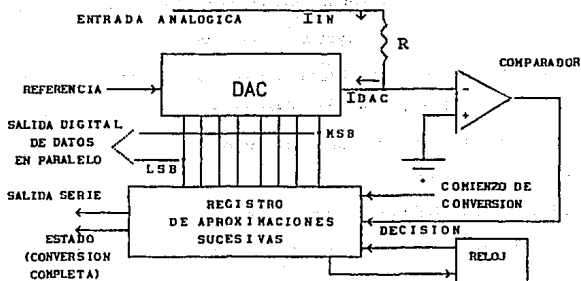 ENTRADA ANALOGICA IIN
R
COMPARADOR
DAC
REFERENCIA
IDAC
-
+
SALIDA DIGITAL
DE DATOS
EN PARALELO
MSB
LSB
SALIDA SERIE
REGISTRO
DE APROXIMACIONES
SUCESIVAS
COMIENZO DE
CONVERSION
DECISION
ESTADO
(CONVERSION
COMPLETA)
RELOJ